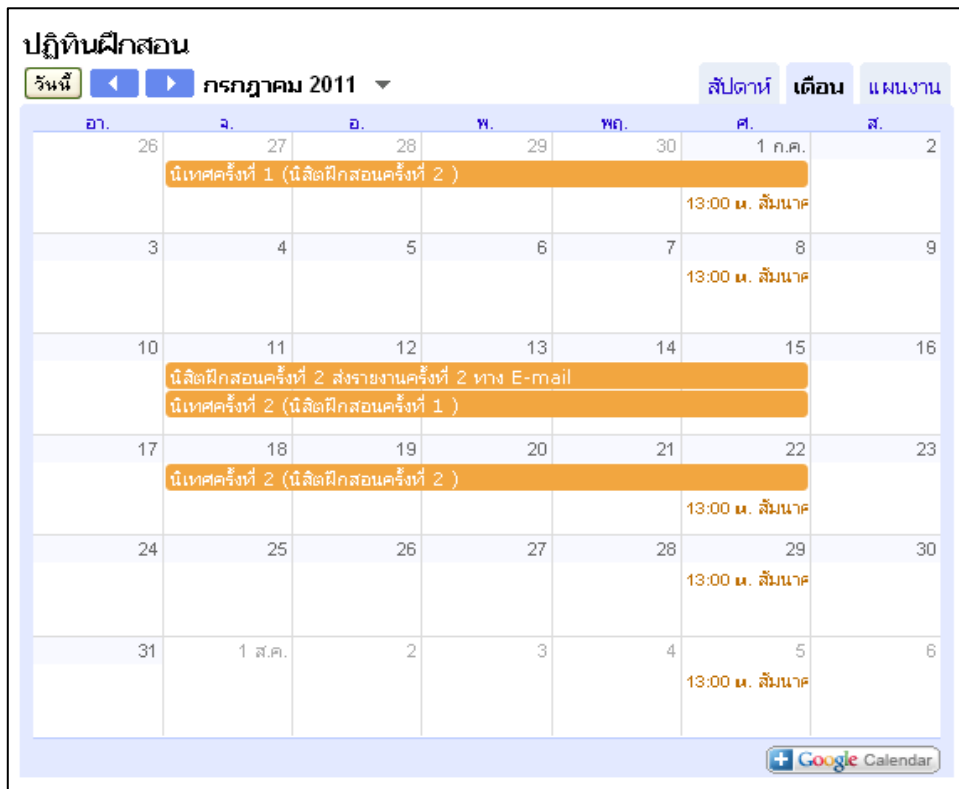 ปฏิทินฝึกสอน
วันนี้ กรกฎาคม 2011 สัปดาห์ เดือน แผนงาน
อา. จ. อ. พ. พฤ. ศ. ส.
26 27 28 29 30 1 ก.ค. 2
นิเทศครั้งที่ 1 (นิสิตฝึกสอนครั้งที่ 2 )
13:00 น. สัมนาค
3 4 5 6 7 8 9
13:00 น. สัมนาค
10 11 12 13 14 15 16
นิสิตฝึกสอนครั้งที่ 2 ส่งรายงานครั้งที่ 2 ทาง E-mail
นิเทศครั้งที่ 2 (นิสิตฝึกสอนครั้งที่ 1 )
17 18 19 20 21 22 23
นิเทศครั้งที่ 2 (นิสิตฝึกสอนครั้งที่ 2 )
13:00 น. สัมนาค
24 25 26 27 28 29 30
13:00 น. สัมนาค
31 1 ส.ค. 2 3 4 5 6
13:00 น. สัมนาค
Google Calendar